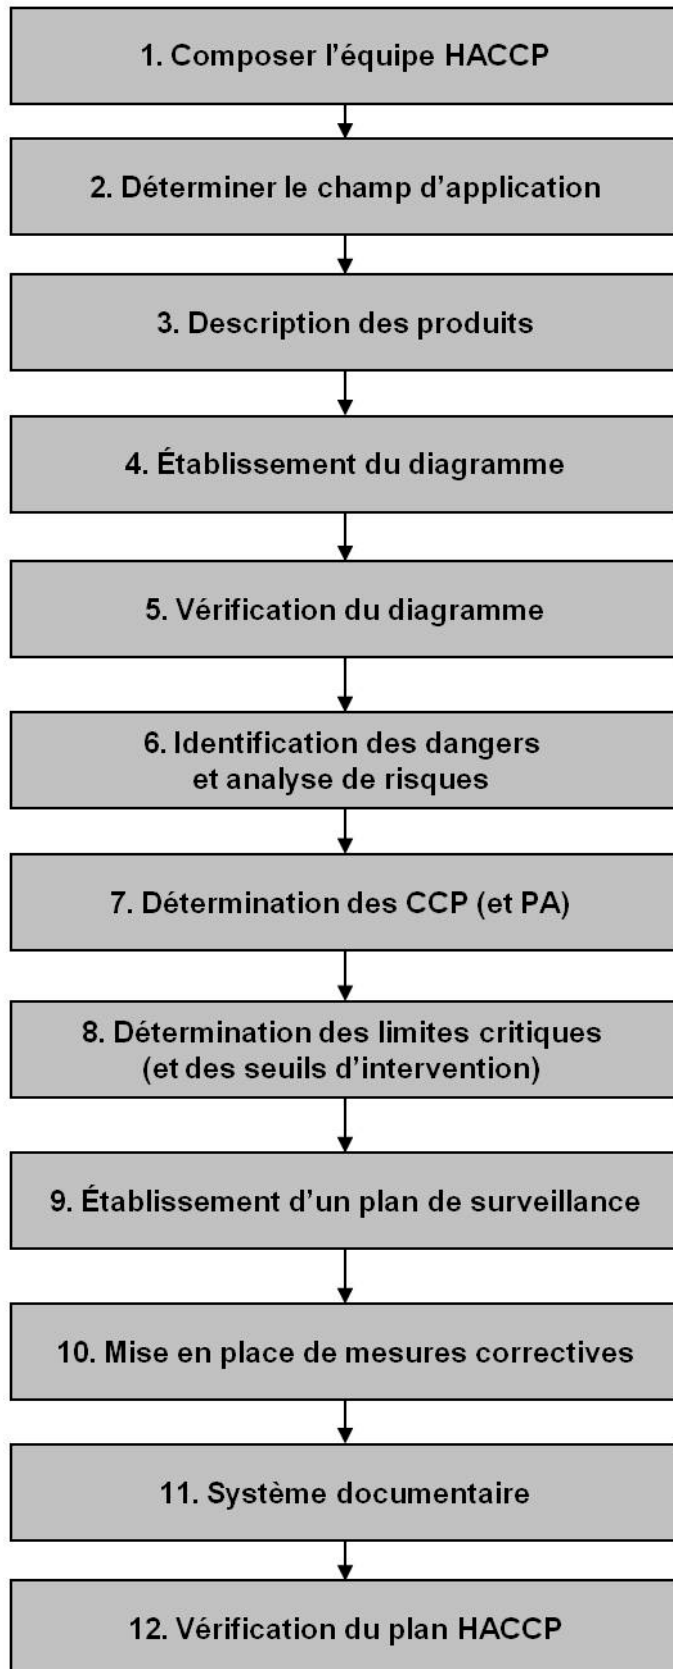 1. Composer l'équipe HACCP
2. Déterminer le champ d'application
3. Description des produits
4. Établissement du diagramme
5. Vérification du diagramme
6. Identification des dangers
et analyse de risques
7. Détermination des CCP (et PA)
8. Détermination des limites critiques
(et des seuils d'intervention)
9. Établissement d'un plan de surveillance
10. Mise en place de mesures correctives
11. Système documentaire
12. Vérification du plan HACCP